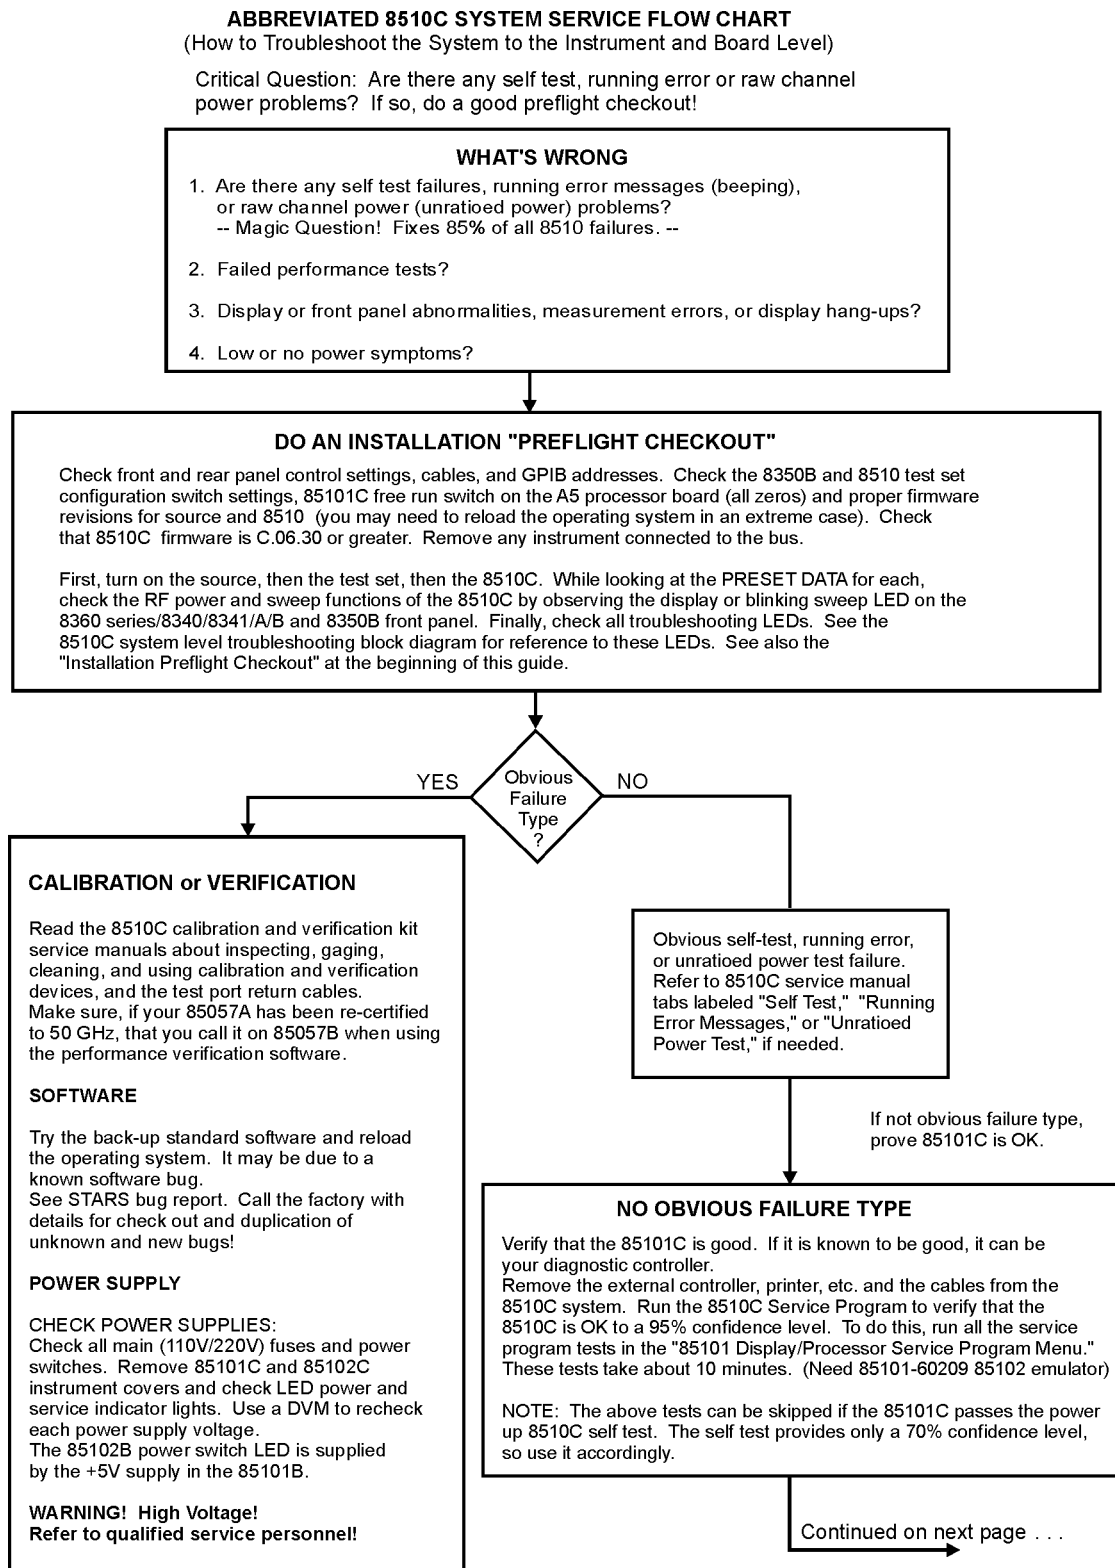 ABBREVIATED 8510C SYSTEM SERVICE FLOW CHART
(How to Troubleshoot the System to the Instrument and Board Level)
Critical Question: Are there any self test, running error or raw channel
power problems? If so, do a good preflight checkout!
WHAT'S WRONG
1. Are there any self test failures, running error messages (beeping),
or raw channel power (unratioed power) problems?
-- Magic Question! Fixes 85% of all 8510 failures. --
2. Failed performance tests?
3. Display or front panel abnormalities, measurement errors, or display hang-ups?
4. Low or no power symptoms?
DO AN INSTALLATION "PREFLIGHT CHECKOUT"
Check front and rear panel control settings, cables, and GPIB addresses. Check the 8350B and 8510 test set
configuration switch settings, 85101C free run switch on the A5 processor board (all zeros) and proper firmware
revisions for source and 8510 (you may need to reload the operating system in an extreme case). Check
that 8510C firmware is C.06.30 or greater. Remove any instrument connected to the bus.
First, turn on the source, then the test set, then the 8510C. While looking at the PRESET DATA for each,
check the RF power and sweep functions of the 8510C by observing the display or blinking sweep LED on the
8360 series/8340/8341/A/B and 8350B front panel. Finally, check all troubleshooting LEDs. See the
8510C system level troubleshooting block diagram for reference to these LEDs. See also the
"Installation Preflight Checkout" at the beginning of this guide.
YES
Obvious
Failure
Type
?
NO
CALIBRATION or VERIFICATION
Read the 8510C calibration and verification kit
service manuals about inspecting, gaging,
cleaning, and using calibration and verification
devices, and the test port return cables.
Make sure, if your 85057A has been re-certified
to 50 GHz, that you call it on 85057B when using
the performance verification software.
SOFTWARE
Try the back-up standard software and reload
the operating system. It may be due to a
known software bug.
See STARS bug report. Call the factory with
details for check out and duplication of
unknown and new bugs!
POWER SUPPLY
CHECK POWER SUPPLIES:
Check all main (110V/220V) fuses and power
switches. Remove 85101C and 85102C
instrument covers and check LED power and
service indicator lights. Use a DVM to recheck
each power supply voltage.
The 85102B power switch LED is supplied
by the +5V supply in the 85101B.
WARNING! High Voltage!
Refer to qualified service personnel!
Obvious self-test, running error,
or unratioed power test failure.
Refer to 8510C service manual
tabs labeled "Self Test," "Running
Error Messages," or "Unratioed
Power Test," if needed.
If not obvious failure type,
prove 85101C is OK.
NO OBVIOUS FAILURE TYPE
Verify that the 85101C is good. If it is known to be good, it can be
your diagnostic controller.
Remove the external controller, printer, etc. and the cables from the
8510C system. Run the 8510C Service Program to verify that the
8510C is OK to a 95% confidence level. To do this, run all the service
program tests in the "85101 Display/Processor Service Program Menu."
These tests take about 10 minutes. (Need 85101-60209 85102 emulator)
NOTE: The above tests can be skipped if the 85101C passes the power
up 8510C self test. The self test provides only a 70% confidence level,
so use it accordingly.
Continued on next page . . .